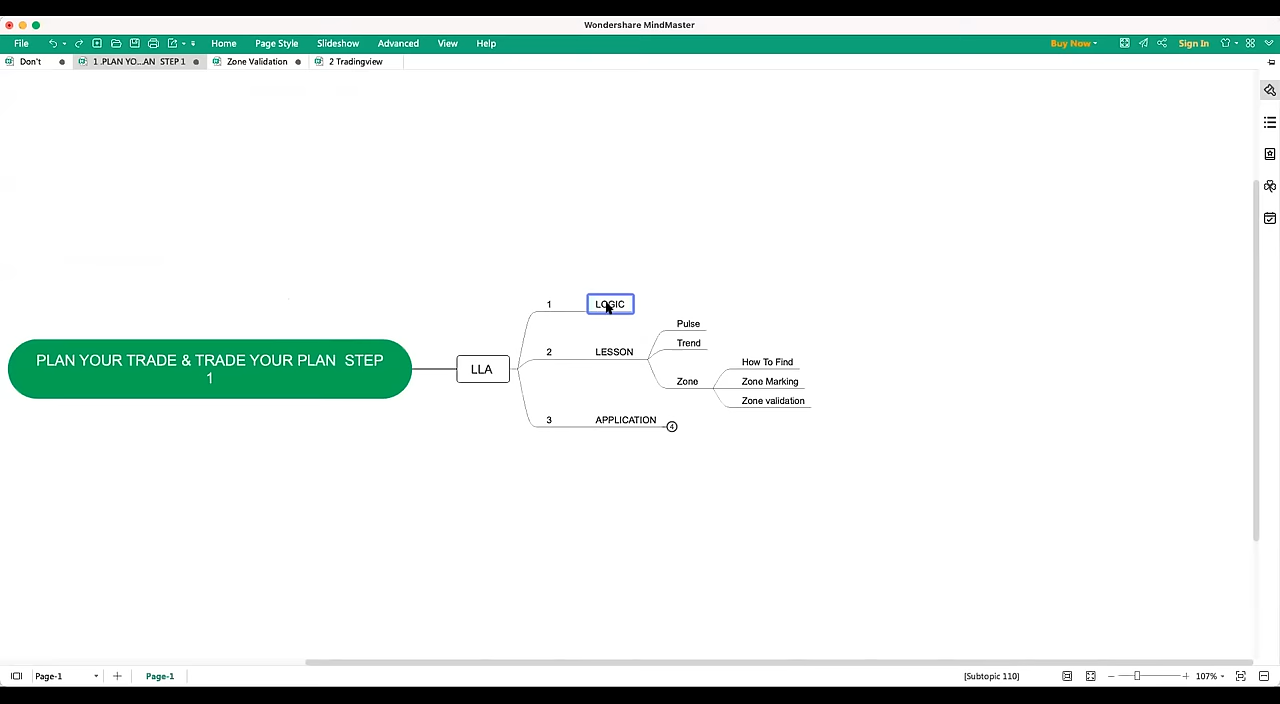 Wondershare MindMaster
File Home Page Style Slideshow Advanced View Help Buy Now Sign In
Don't 1 .PLAN YO...AN STEP 1 Zone Validation 2 Tradingview
1 LOGIC
Pulse
Trend
2 LESSON
PLAN YOUR TRADE & TRADE YOUR PLAN STEP
1
LLA
Zone
How To Find
Zone Marking
Zone validation
3 APPLICATION 4
Page-1 Page-1 [Subtopic 110] 107%